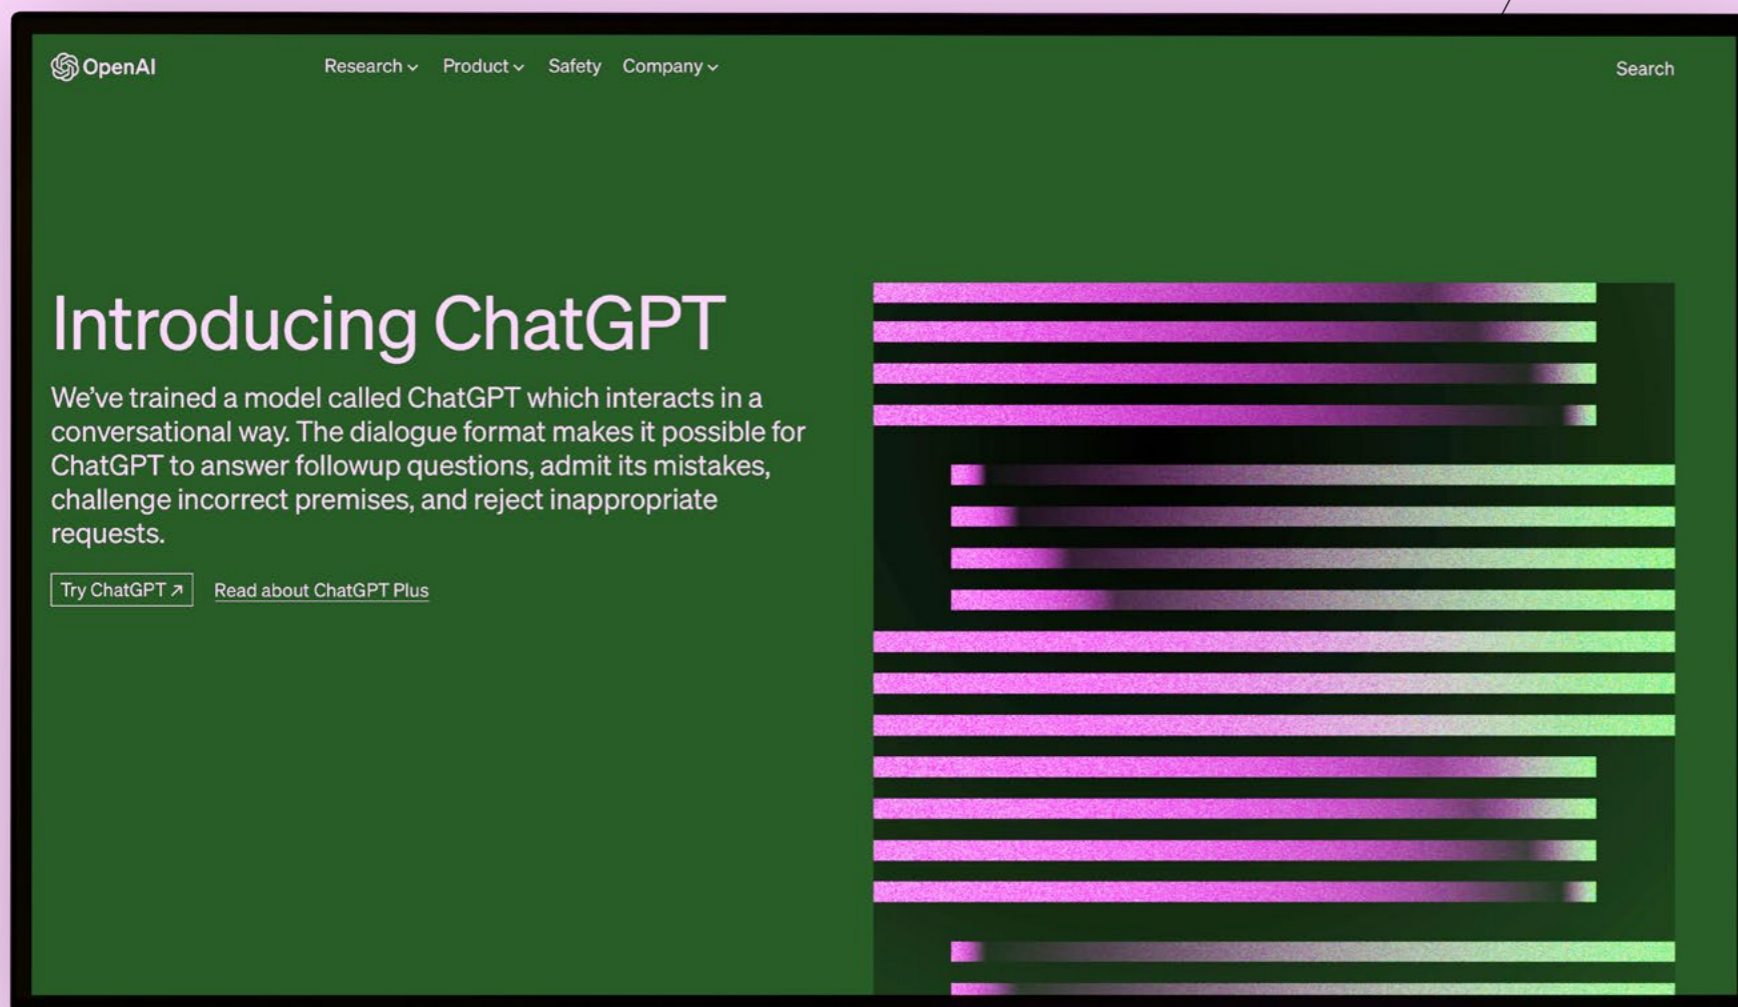 OpenAI
Research
Product
Safety
Company
Search
Introducing ChatGPT
We’ve trained a model called ChatGPT which interacts in a
conversational way. The dialogue format makes it possible for
ChatGPT to answer followup questions, admit its mistakes,
challenge incorrect premises, and reject inappropriate
requests.
Try ChatGPT ↗
Read about ChatGPT Plus